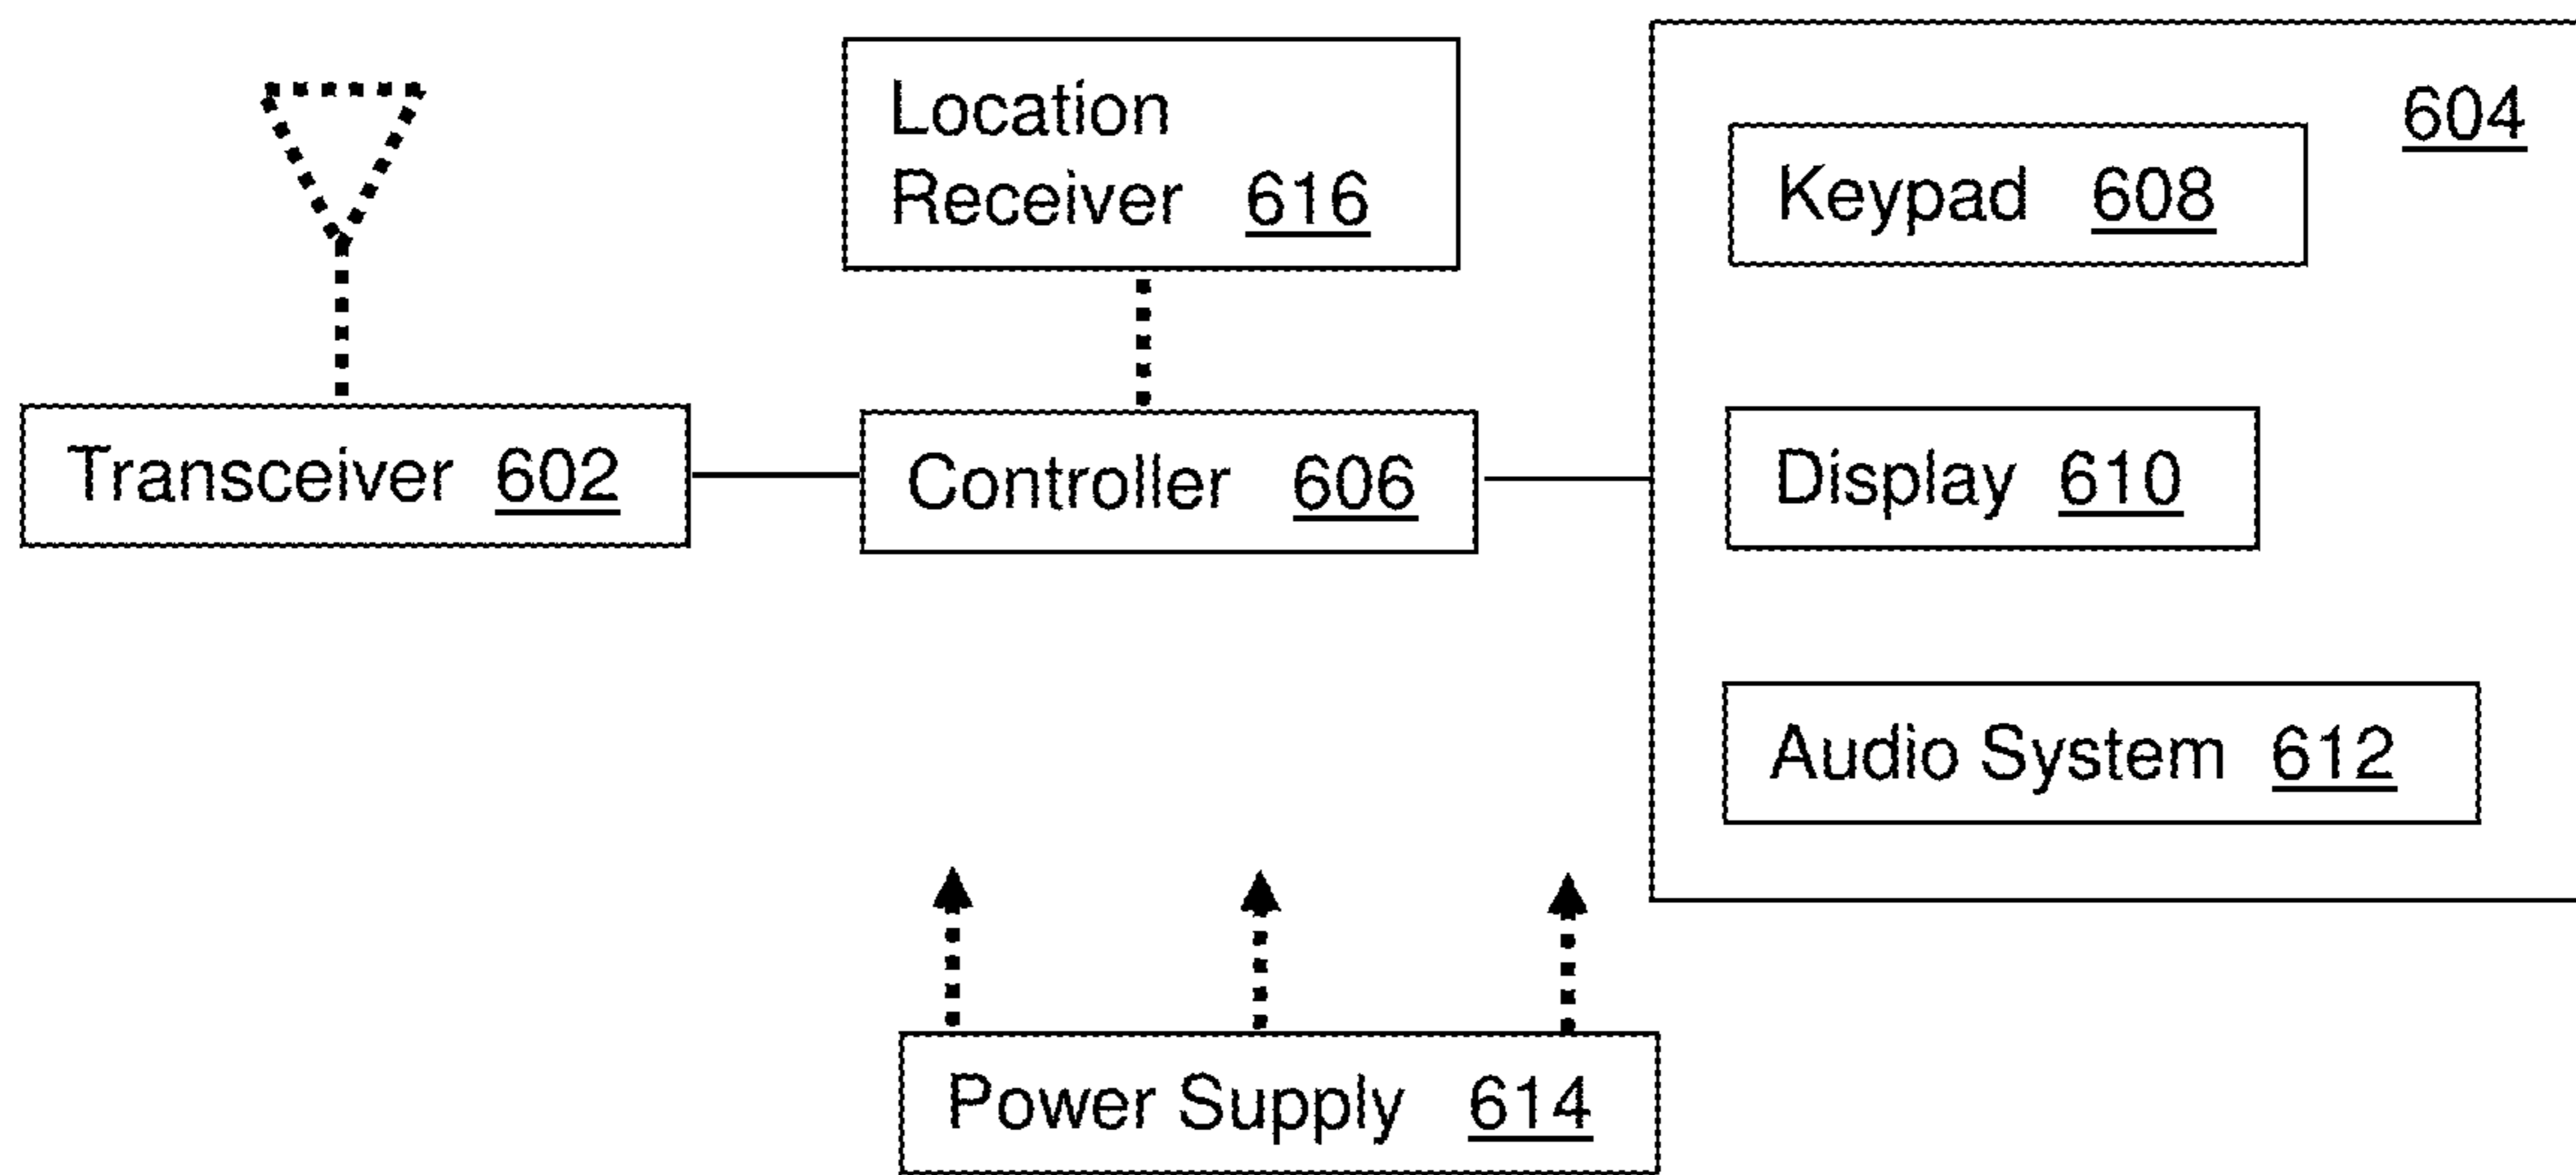 Location
Receiver 616
604
Keypad 608
Transceiver 602
Controller 606
Display 610
Audio System 612
Power Supply 614